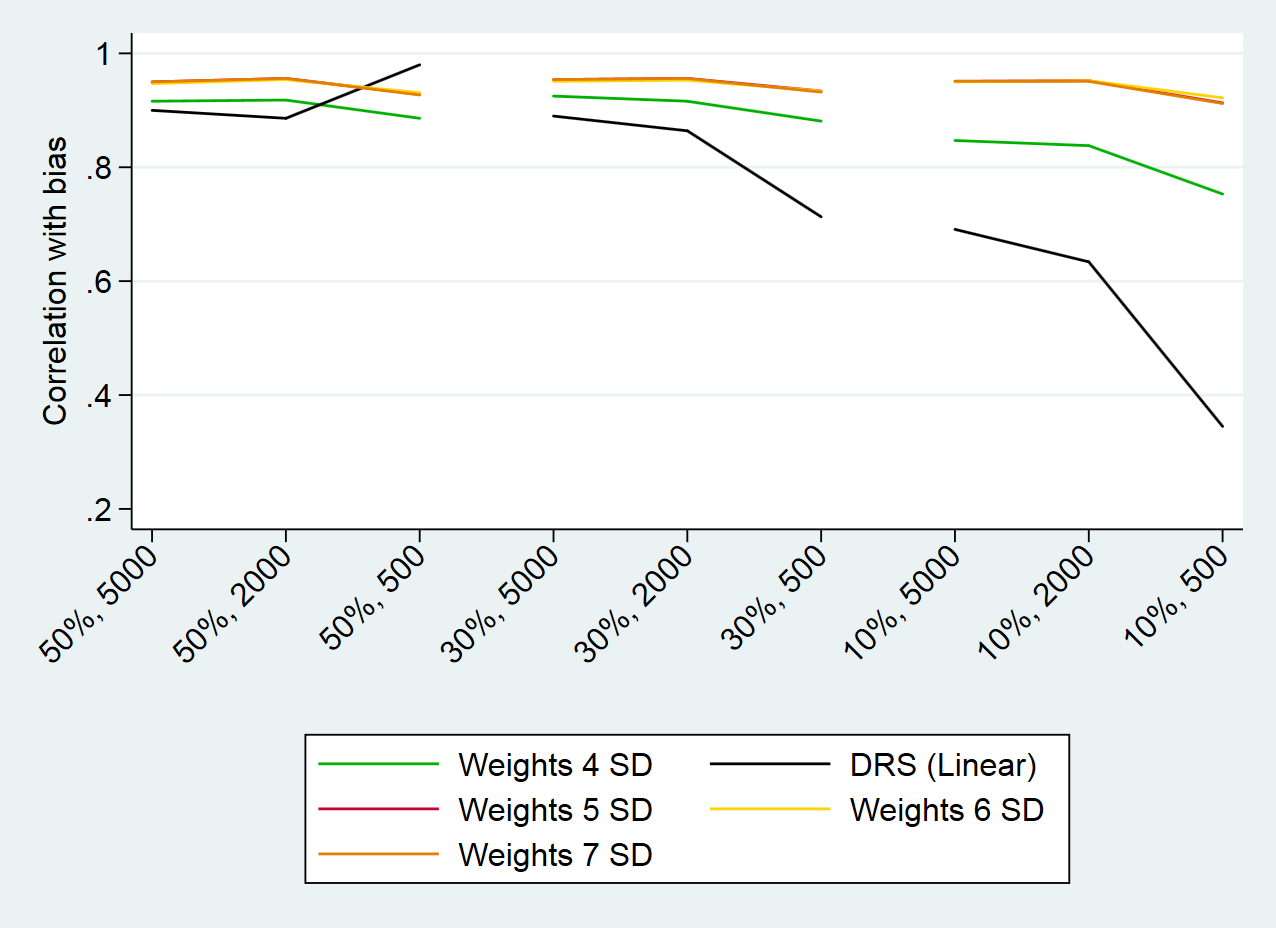 Correlation with bias
1
.8
.6
.4
.2
50%, 5000
50%, 2000
50%, 500
30%, 5000
30%, 2000
30%, 500
10%, 5000
10%, 2000
10%, 500
Weights 4 SD
DRS (Linear)
Weights 5 SD
Weights 6 SD
Weights 7 SD